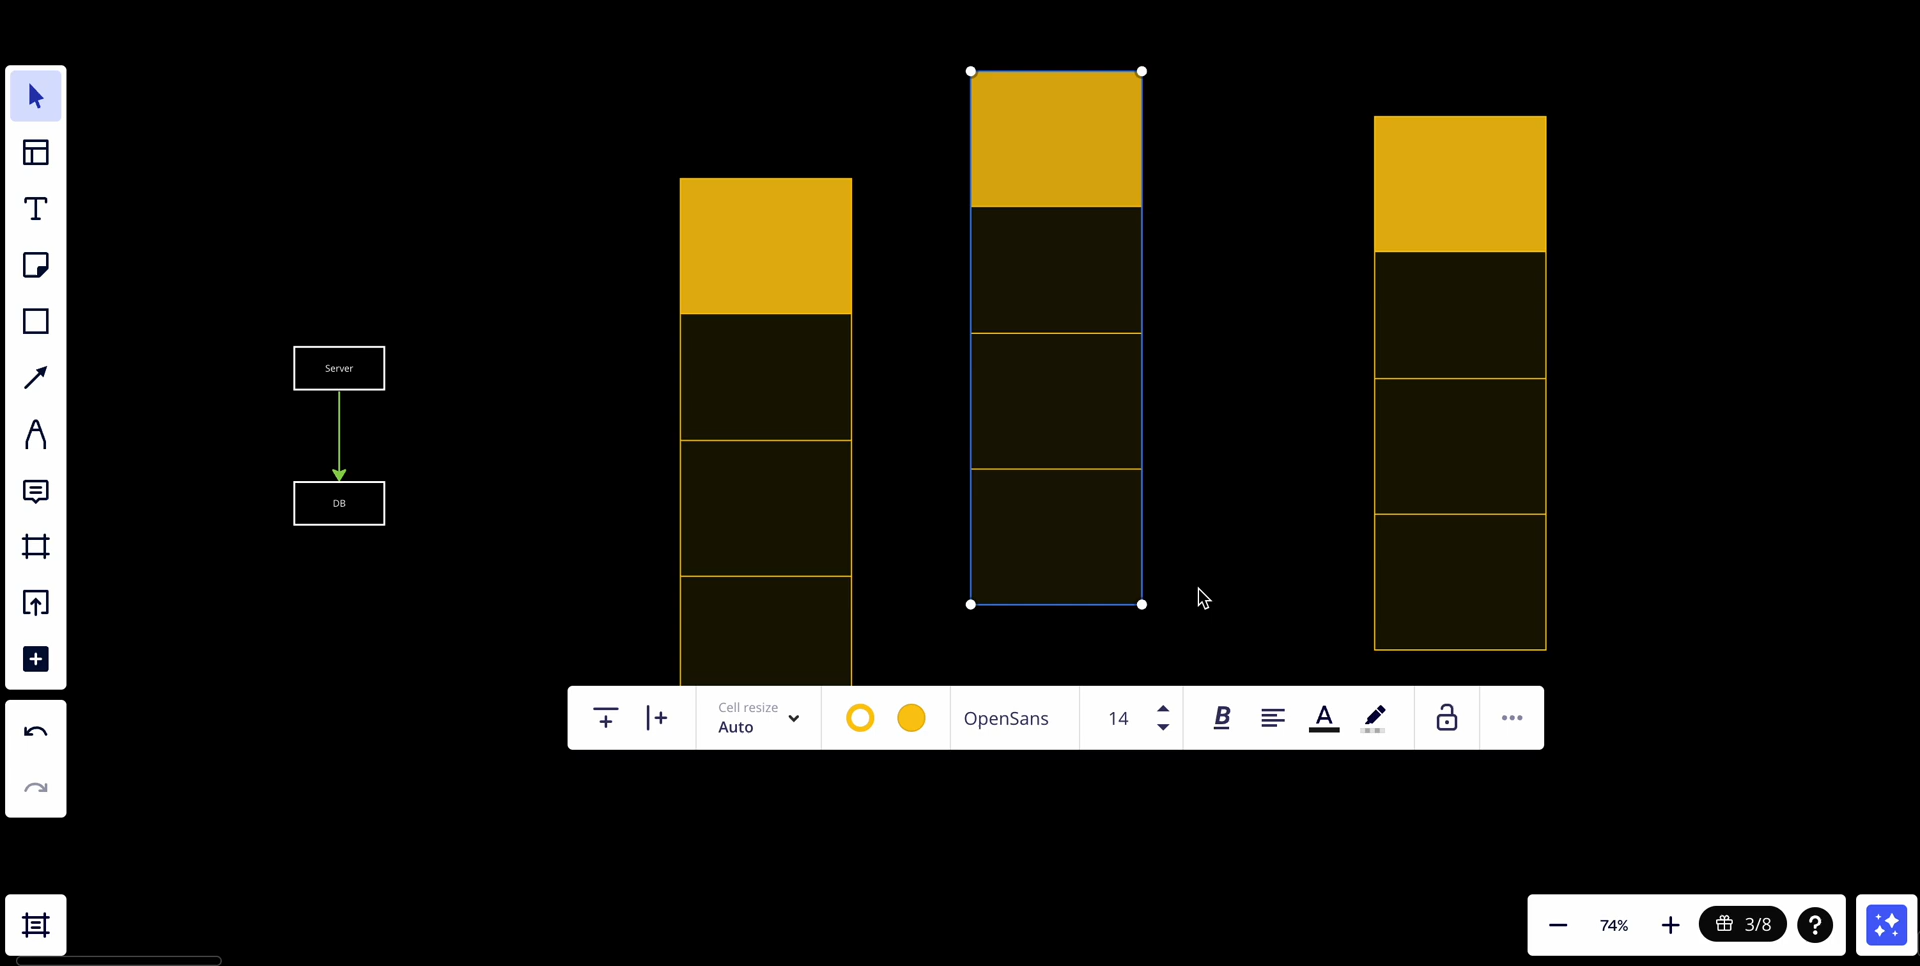 Server
DB
Cell resize
Auto
OpenSans
14
B
A
74%
3/8
?